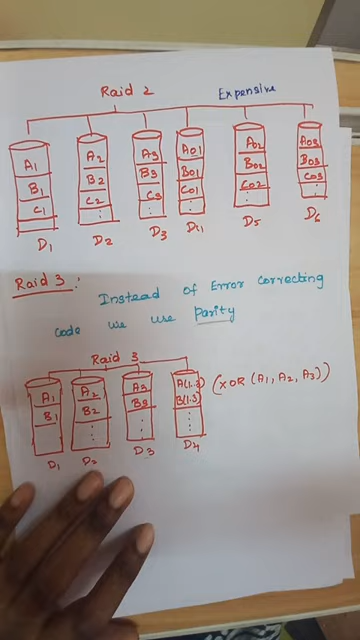 Raid 2
Expensive
A1 A2 A3 A01 A02 A03
B1 B2 B3 B01 B02 B03
C1 C2 C3 C01 C02 C03
D1 D2 D3 D4 D5 D6
Raid 3:
Instead of Error correcting
code we use parity
Raid 3
A1 A2 A3 A(1.3) (XOR (A1, A2, A3))
B1 B2 B3 B(1.3)
D1 D2 D3 D4